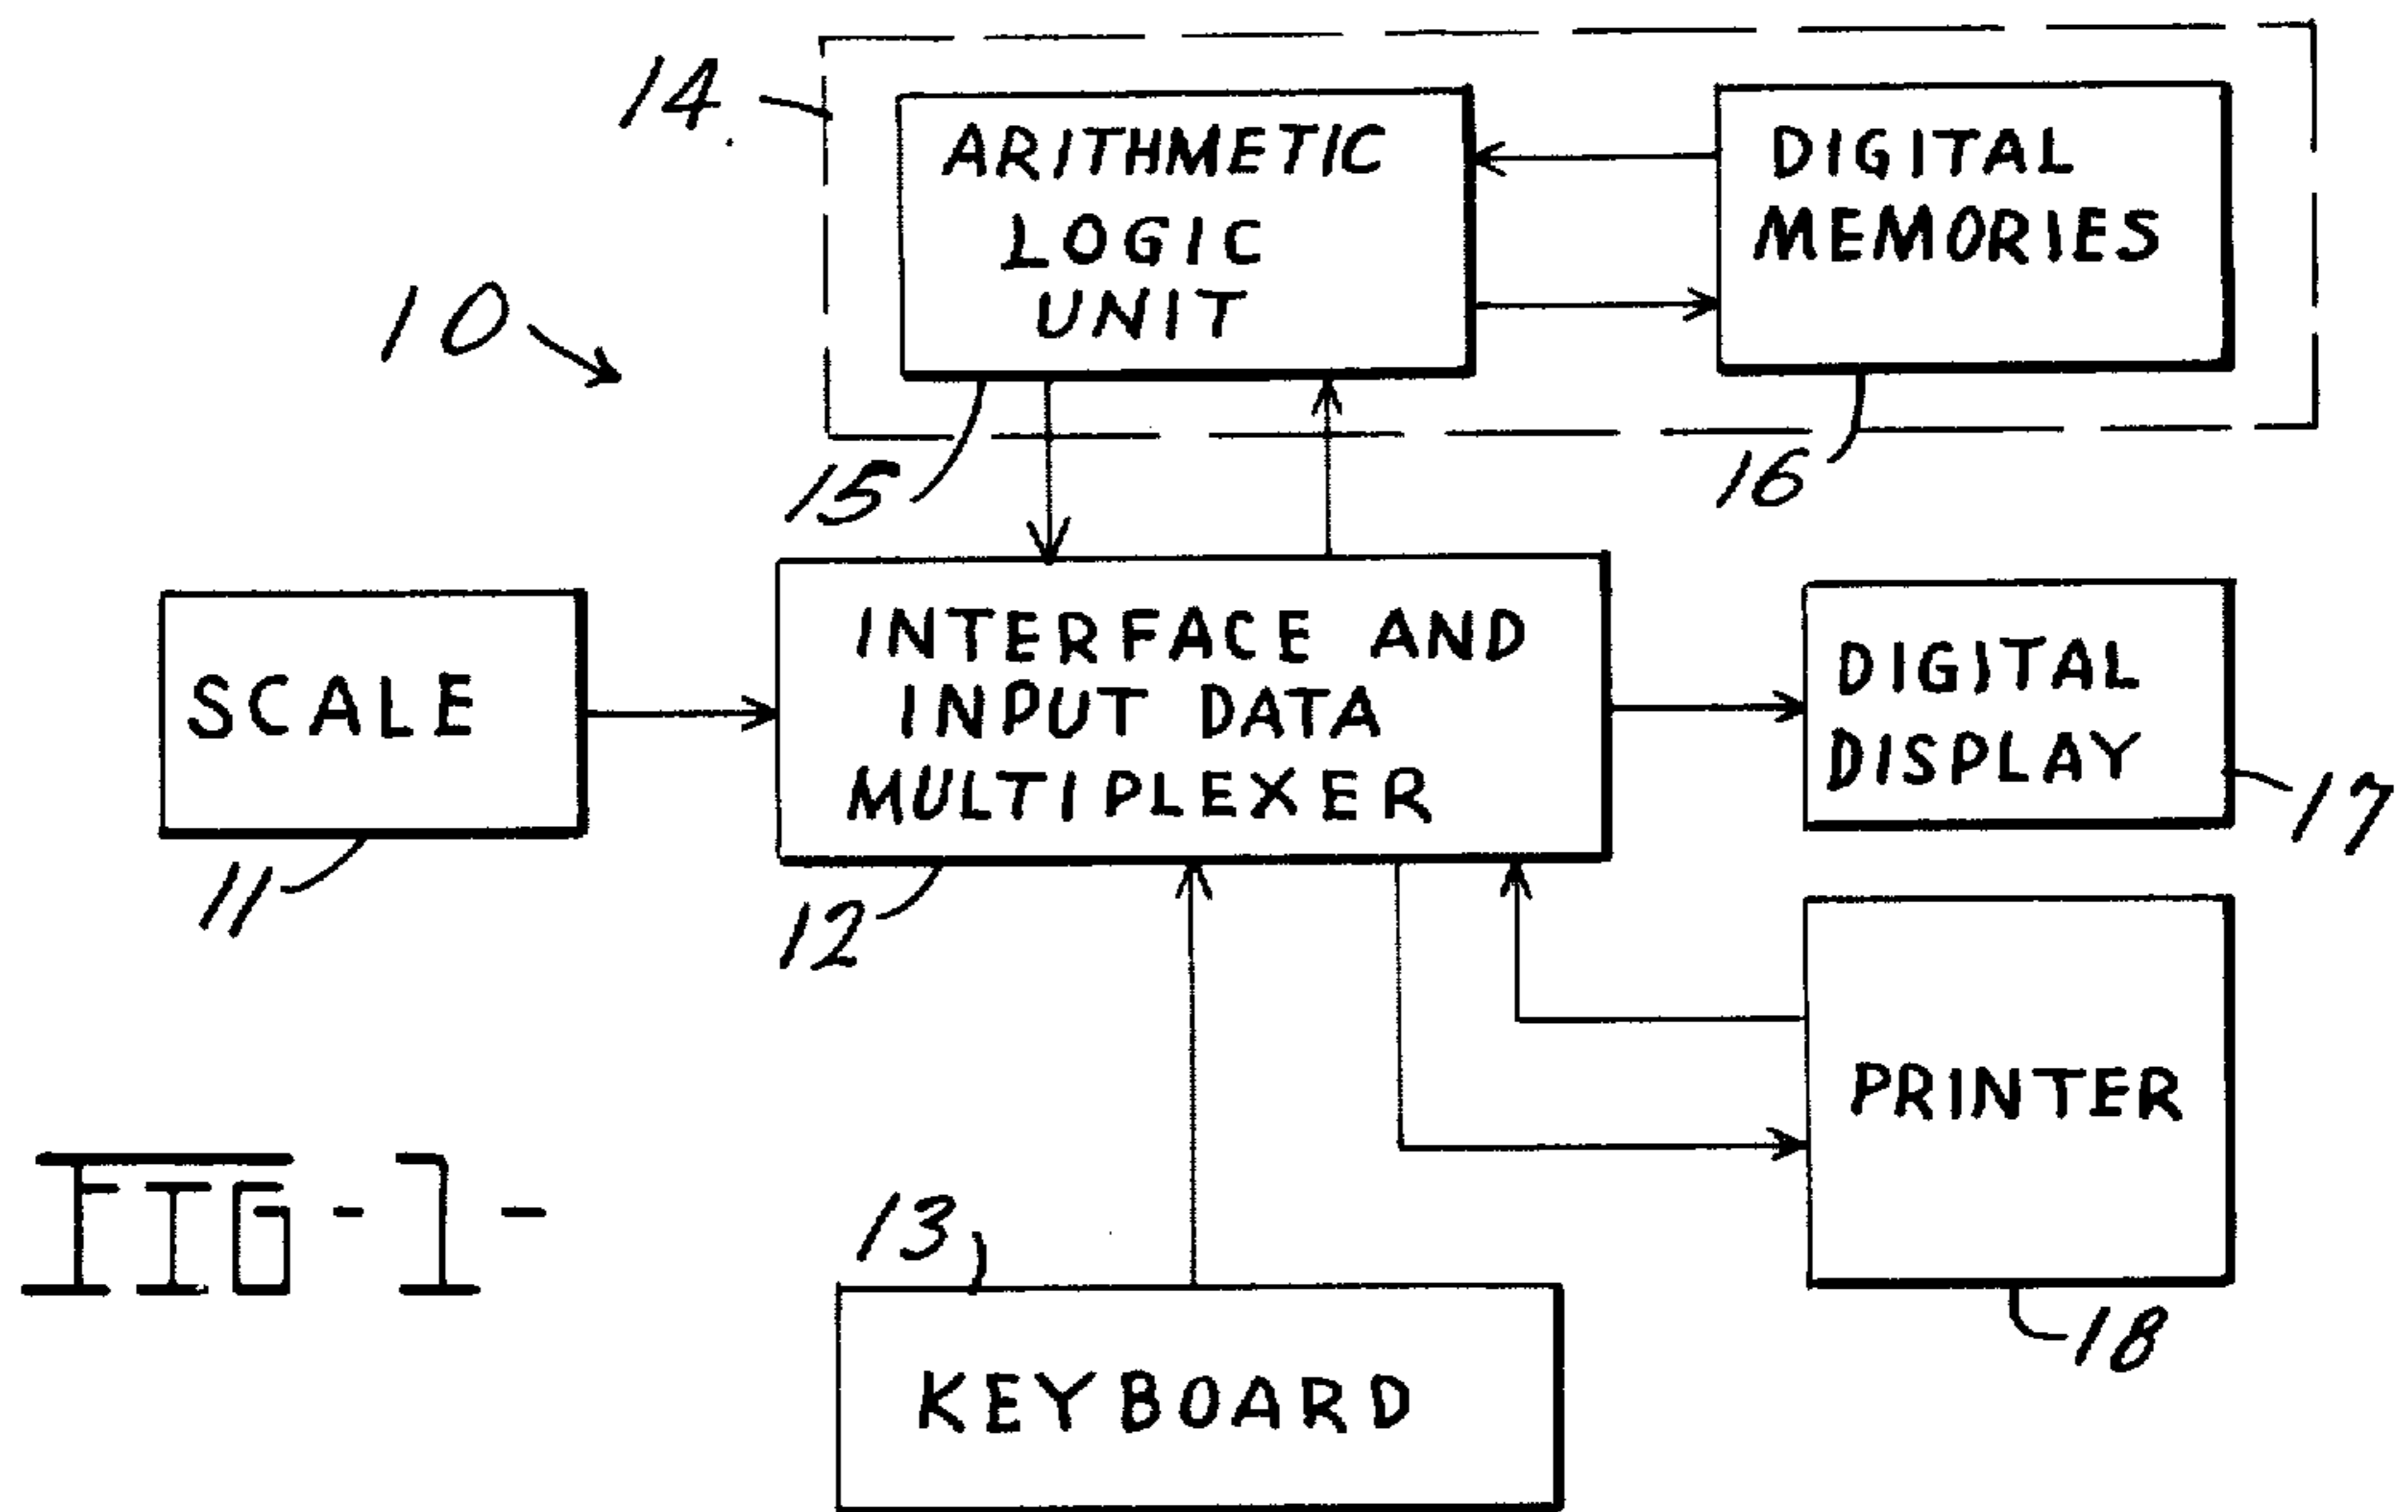 14.
ARITHMETIC
LOGIC
UNIT
DIGITAL
MEMORIES
10
15
16
SCALE
11
INTERFACE AND
INPUT DATA
MULTIPLEXER
12
DIGITAL
DISPLAY
17
PRINTER
18
13
KEYBOARD
FIG-1-